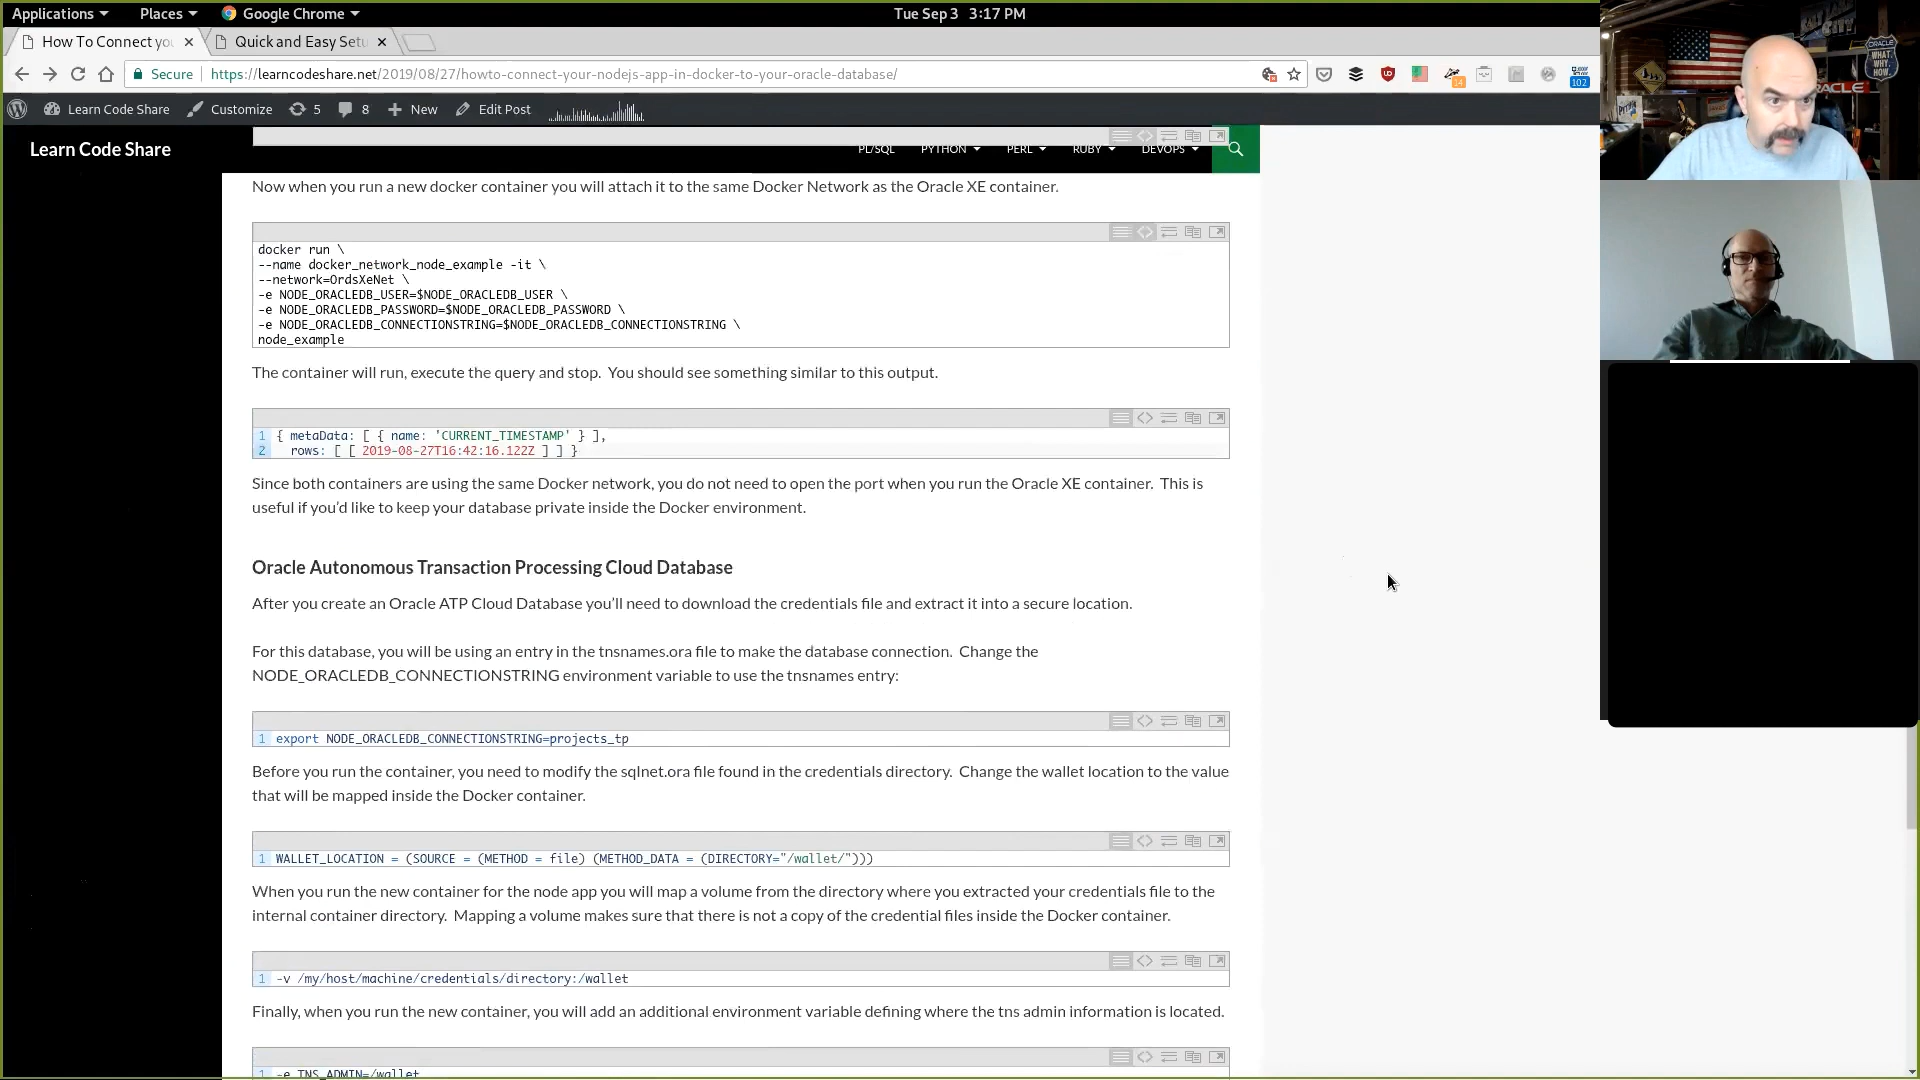 Applications Places Google Chrome Tue Sep 3 3:17 PM
How To Connect yo Quick and Easy Setu
Secure https://learncodeshare.net/2019/08/27/howto-connect-your-nodejs-app-in-docker-to-your-oracle-database/
102
Learn Code Share Customize 5 8 New Edit Post
Learn Code Share PL/SQL PYTHON PERL RUBY DEVOPS
Now when you run a new docker container you will attach it to the same Docker Network as the Oracle XE container.
docker run \
--name docker_network_node_example -it \
--network=OrdsXeNet \
-e NODE_ORACLEDB_USER=$NODE_ORACLEDB_USER \
-e NODE_ORACLEDB_PASSWORD=$NODE_ORACLEDB_PASSWORD \
-e NODE_ORACLEDB_CONNECTIONSTRING=$NODE_ORACLEDB_CONNECTIONSTRING \
node_example
The container will run, execute the query and stop. You should see something similar to this output.
1 { metaData: [ { name: 'CURRENT_TIMESTAMP' } ],
2 rows: [ [ 2019-08-27T16:42:16.122Z ] ] }
Since both containers are using the same Docker network, you do not need to open the port when you run the Oracle XE container. This is
useful if you’d like to keep your database private inside the Docker environment.
Oracle Autonomous Transaction Processing Cloud Database
After you create an Oracle ATP Cloud Database you’ll need to download the credentials file and extract it into a secure location.
For this database, you will be using an entry in the tnsnames.ora file to make the database connection. Change the
NODE_ORACLEDB_CONNECTIONSTRING environment variable to use the tnsnames entry:
1 export NODE_ORACLEDB_CONNECTIONSTRING=projects_tp
Before you run the container, you need to modify the sqlnet.ora file found in the credentials directory. Change the wallet location to the value
that will be mapped inside the Docker container.
1 WALLET_LOCATION = (SOURCE = (METHOD = file) (METHOD_DATA = (DIRECTORY="/wallet/")))
When you run the new container for the node app you will map a volume from the directory where you extracted your credentials file to the
internal container directory. Mapping a volume makes sure that there is not a copy of the credential files inside the Docker container.
1 -v /my/host/machine/credentials/directory:/wallet
Finally, when you run the new container, you will add an additional environment variable defining where the tns admin information is located.
1 -e TNS_ADMIN=/wallet
ORACLE
WHAT.
WHY.
HOW.